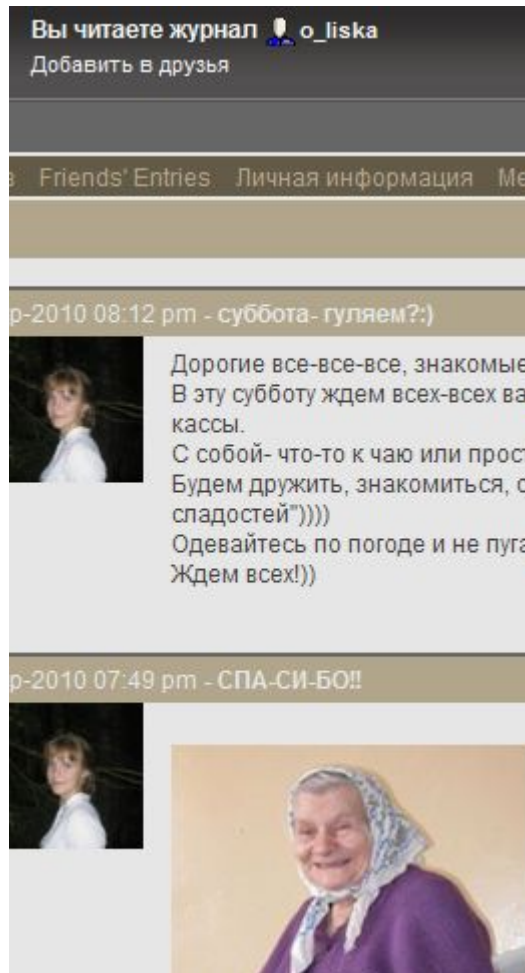 Вы читаете журнал o_liska
Добавить в друзья
Friends' Entries Личная информация Me
р-2010 08:12 pm - суббота- гуляем?:)
Дорогие все-все-все, знакомые
В эту субботу ждем всех-всех ва
кассы.
С собой- что-то к чаю или прост
Будем дружить, знакомиться, с
сладостей"))))
Одевайтесь по погоде и не пуга
Ждем всех!))
р-2010 07:49 pm - СПА-СИ-БО!!